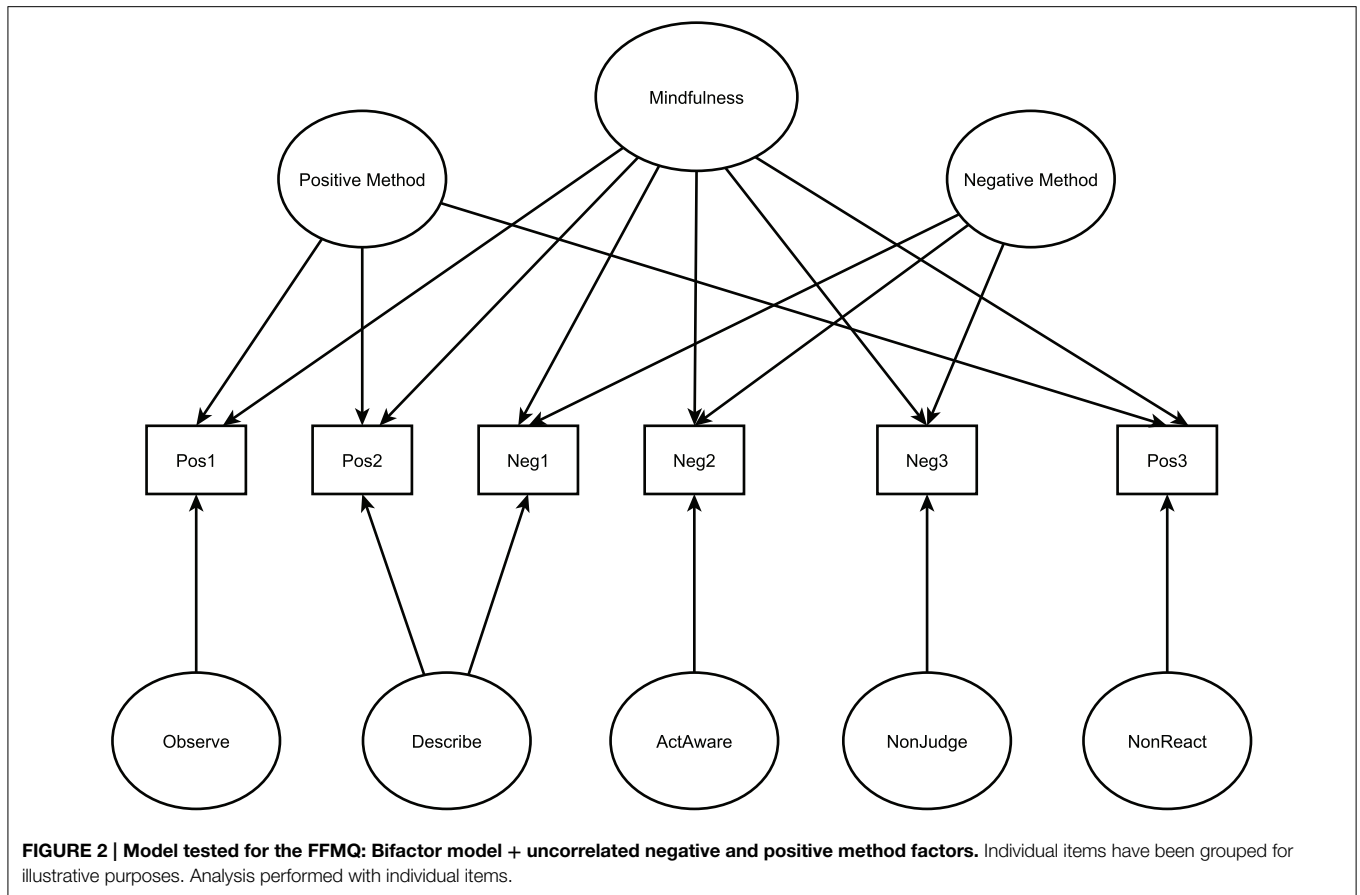 Mindfulness
Positive Method
Negative Method
Pos1
Pos2
Neg1
Neg2
Neg3
Pos3
Observe
Describe
ActAware
NonJudge
NonReact
FIGURE 2 | Model tested for the FFMQ: Bifactor model + uncorrelated negative and positive method factors. Individual items have been grouped for
illustrative purposes. Analysis performed with individual items.